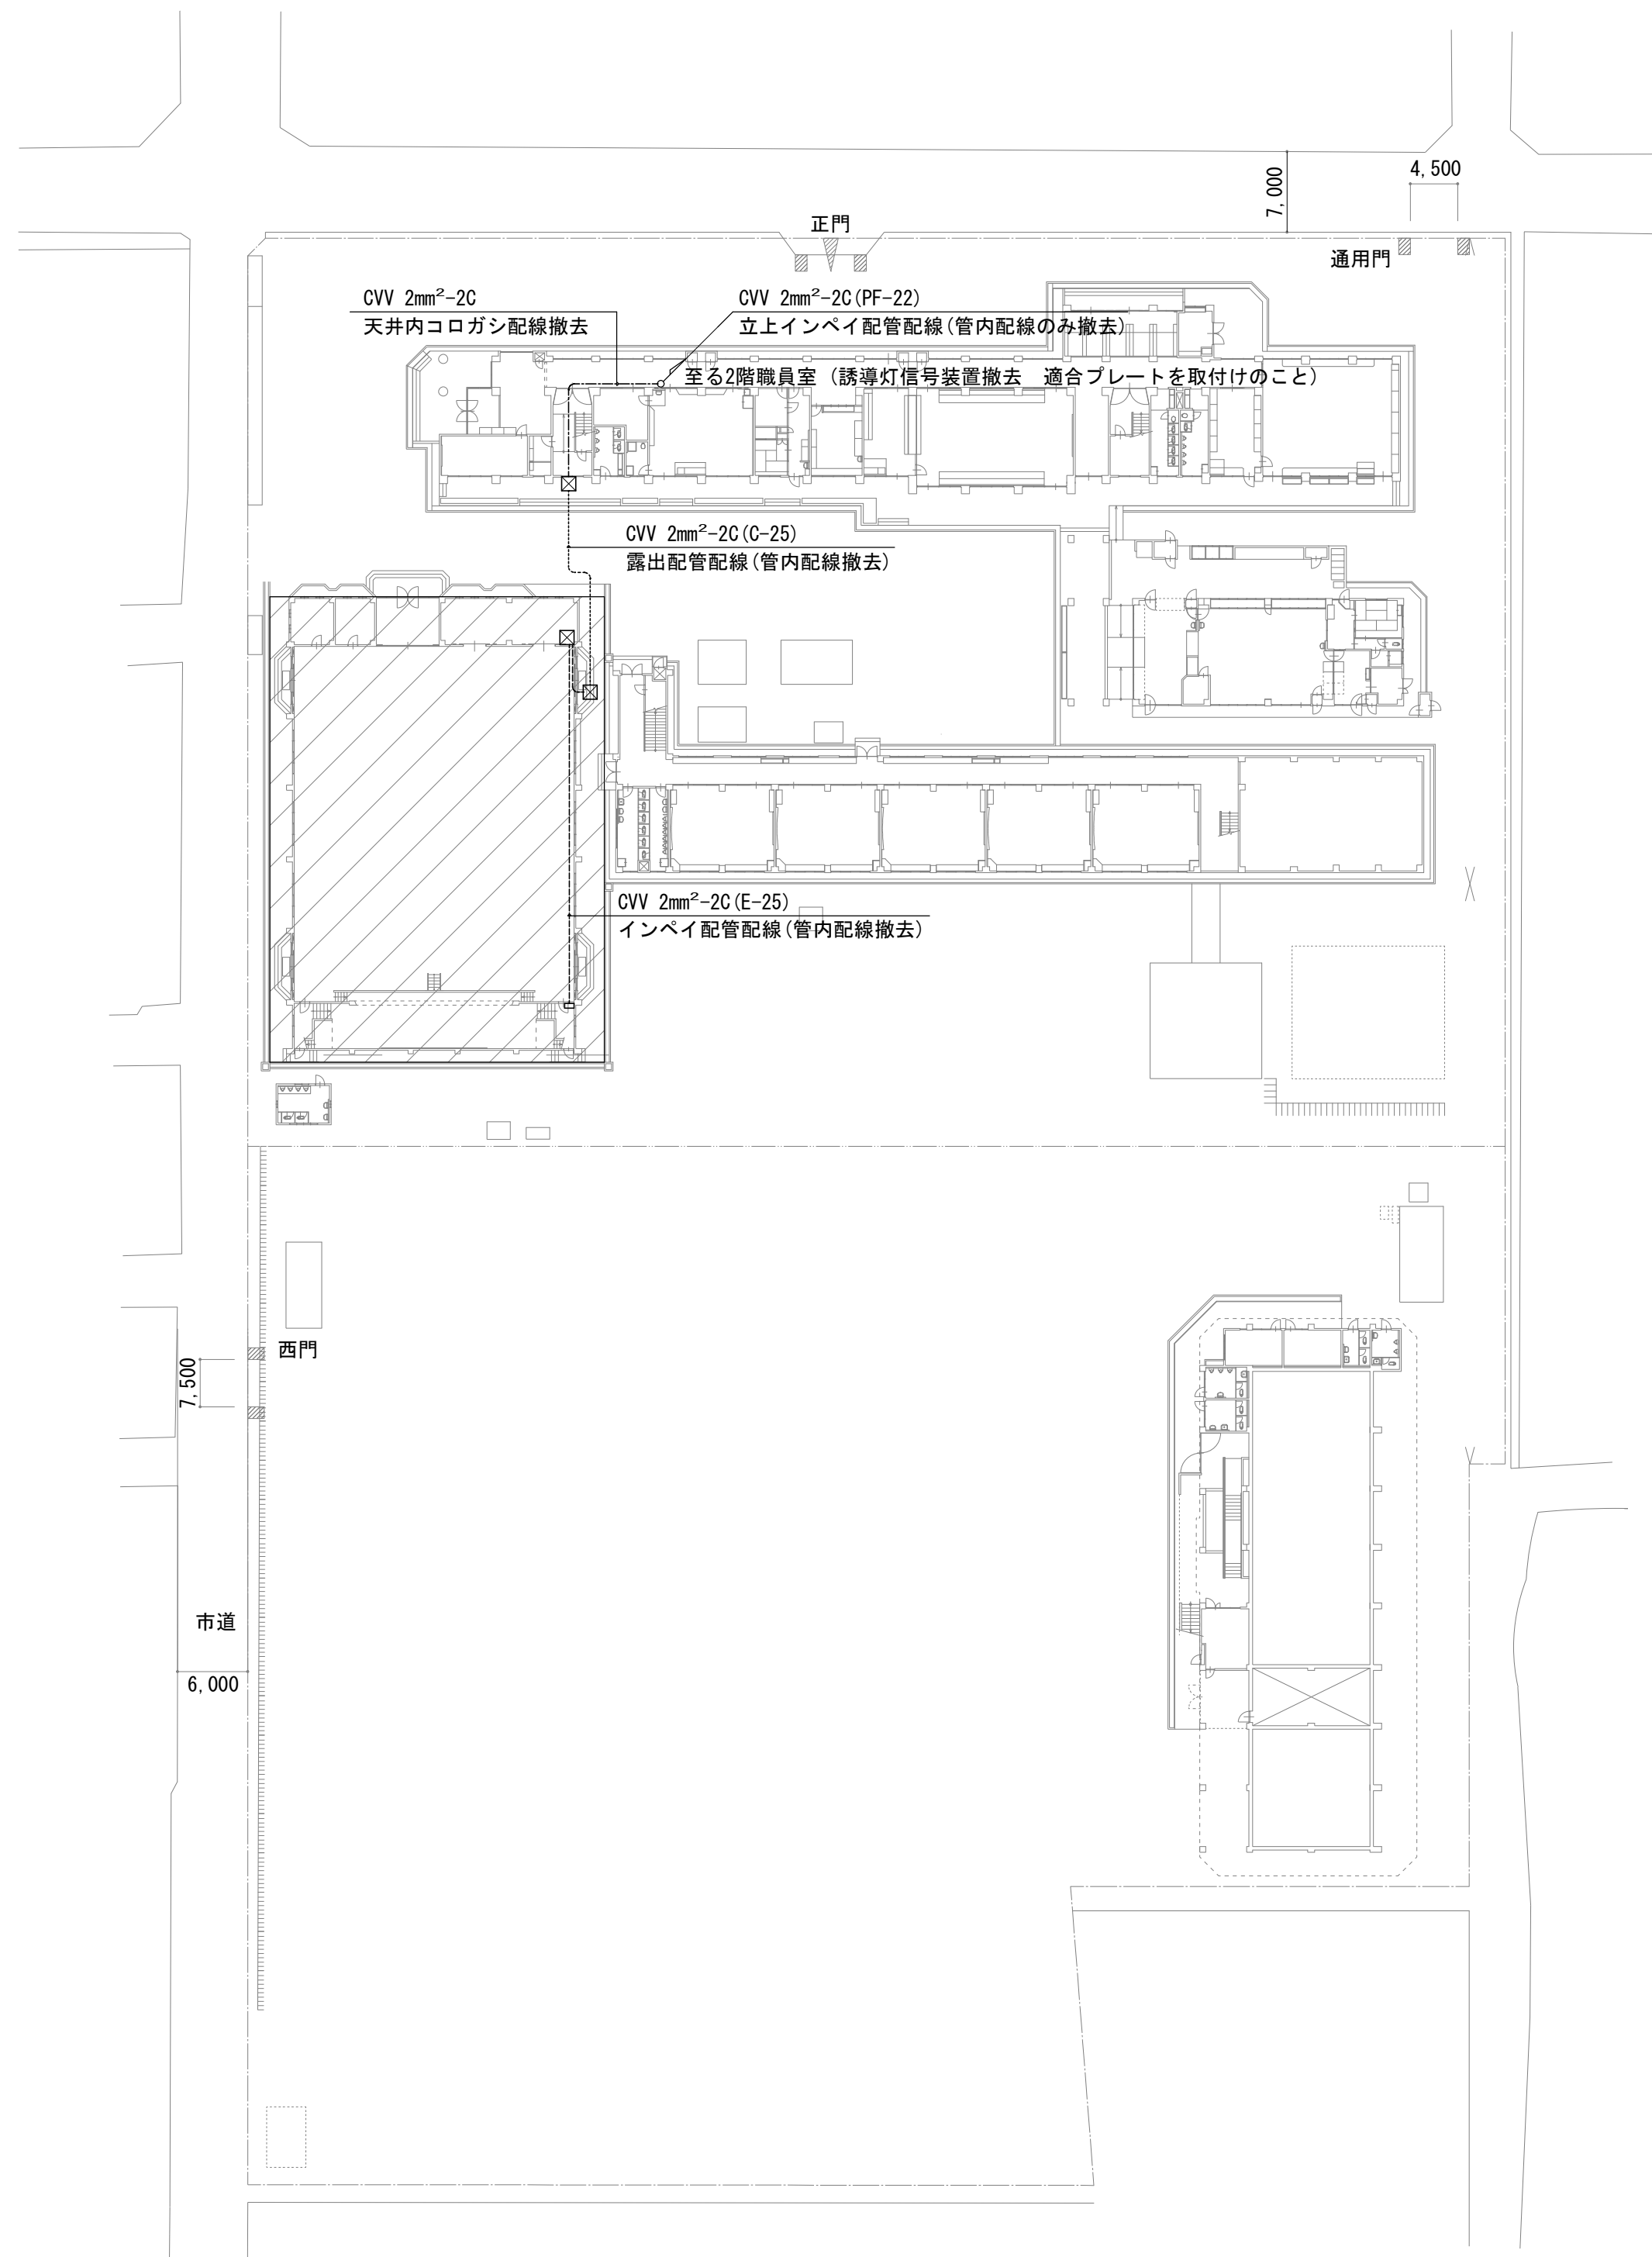 4,500
7,000
正門
通用門
CVV 2mm²-2C
天井内コロガシ配線撤去
CVV 2mm²-2C(PF-22)
立上インペイ配管配線(管内配線のみ撤去)
至る2階職員室（誘導灯信号装置撤去　適合プレートを取付けのこと）
CVV 2mm²-2C(C-25)
露出配管配線(管内配線撤去)
CVV 2mm²-2C(E-25)
インペイ配管配線(管内配線撤去)
西門
7,500
市道
6,000